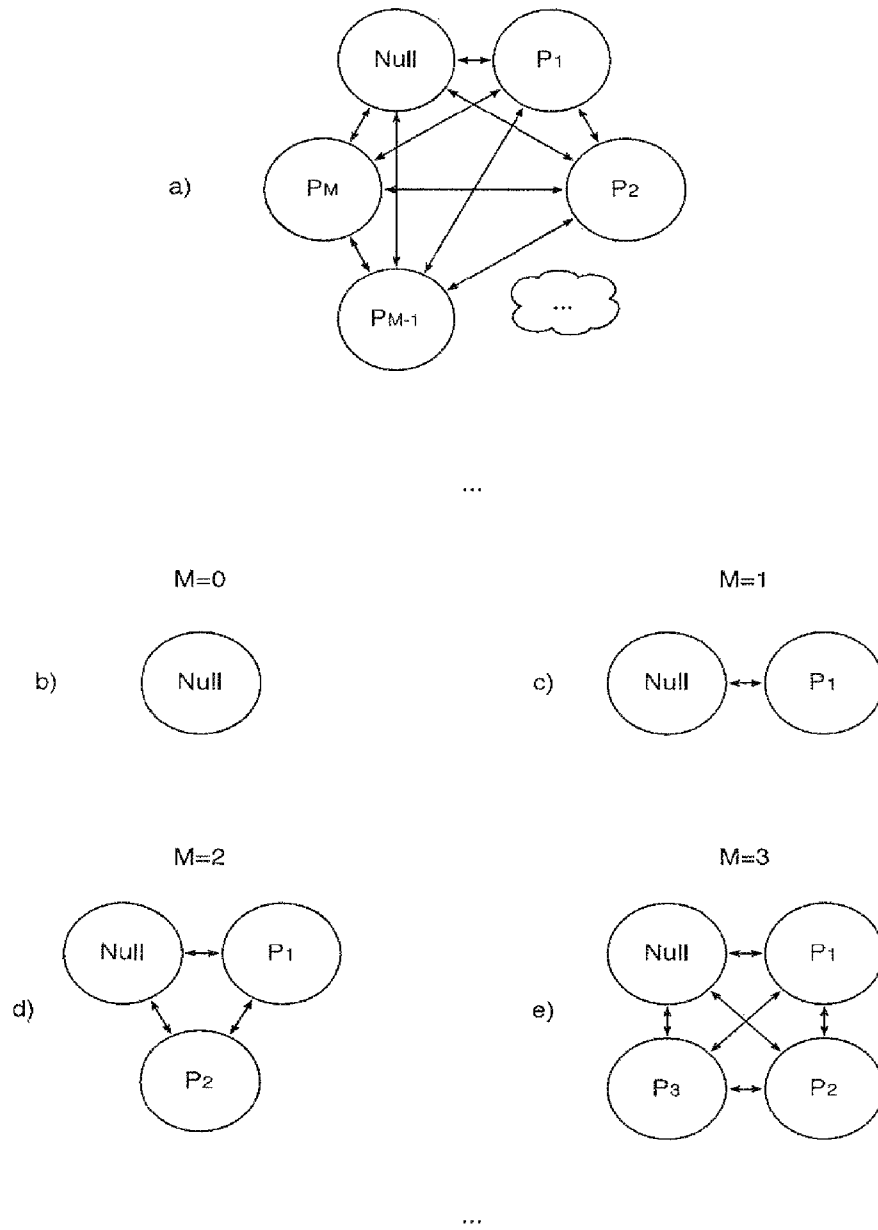 Null
P1
a)
PM
P2
PM-1
...
...
M=0
M=1
b)
Null
c)
Null
P1
M=2
M=3
d)
Null
P1
P2
e)
Null
P1
P3
P2
...